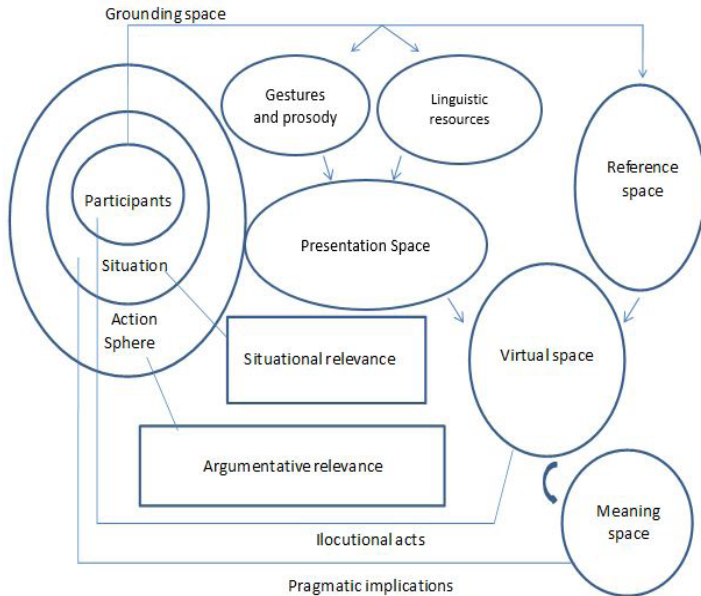 Grounding space
Gestures
and prosody
Linguistic
resources
Reference
space
Participants
Presentation Space
Situation
Action
Sphere
Situational relevance
Virtual space
Argumentative relevance
Meaning
space
Ilocutional acts
Pragmatic implications